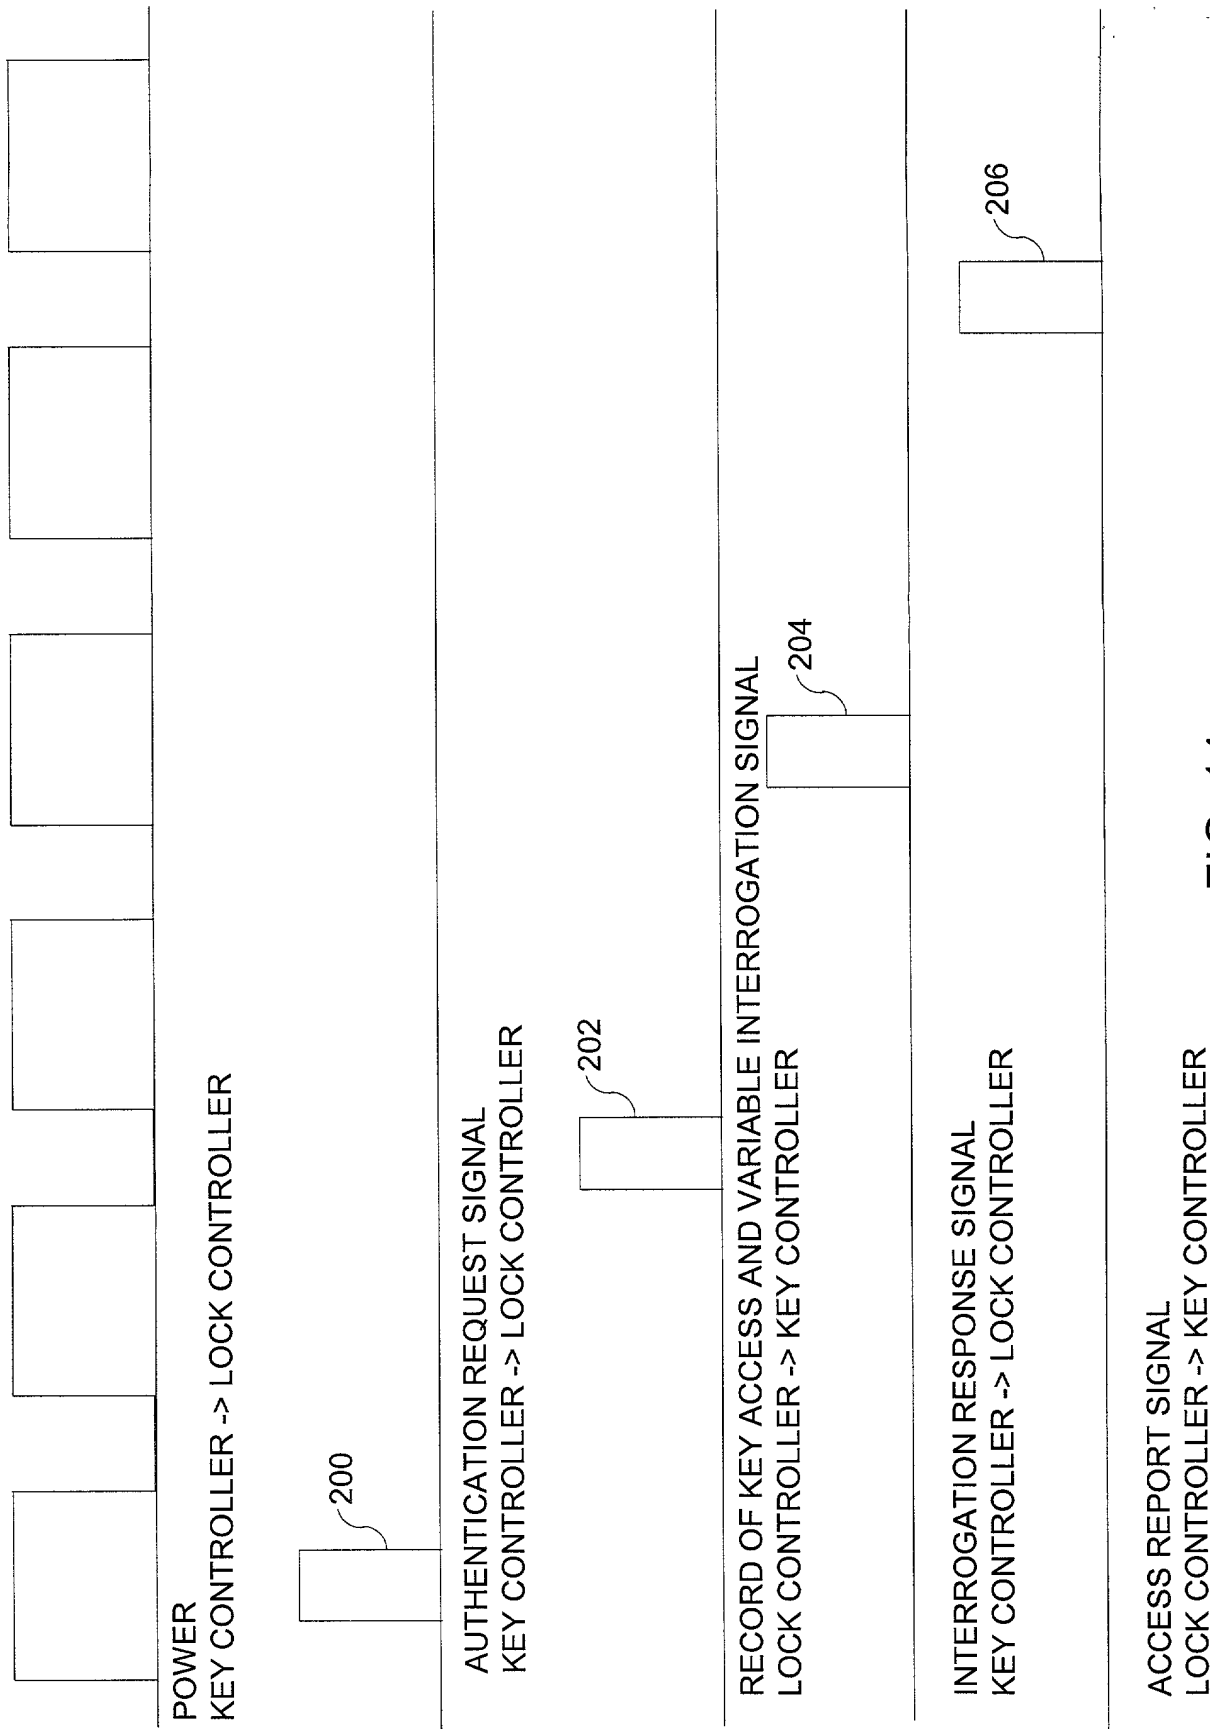 POWER
KEY CONTROLLER -> LOCK CONTROLLER
200
AUTHENTICATION REQUEST SIGNAL
KEY CONTROLLER -> LOCK CONTROLLER
202
RECORD OF KEY ACCESS AND VARIABLE INTERROGATION SIGNAL
LOCK CONTROLLER -> KEY CONTROLLER
204
INTERROGATION RESPONSE SIGNAL
KEY CONTROLLER -> LOCK CONTROLLER
206
ACCESS REPORT SIGNAL
LOCK CONTROLLER -> KEY CONTROLLER